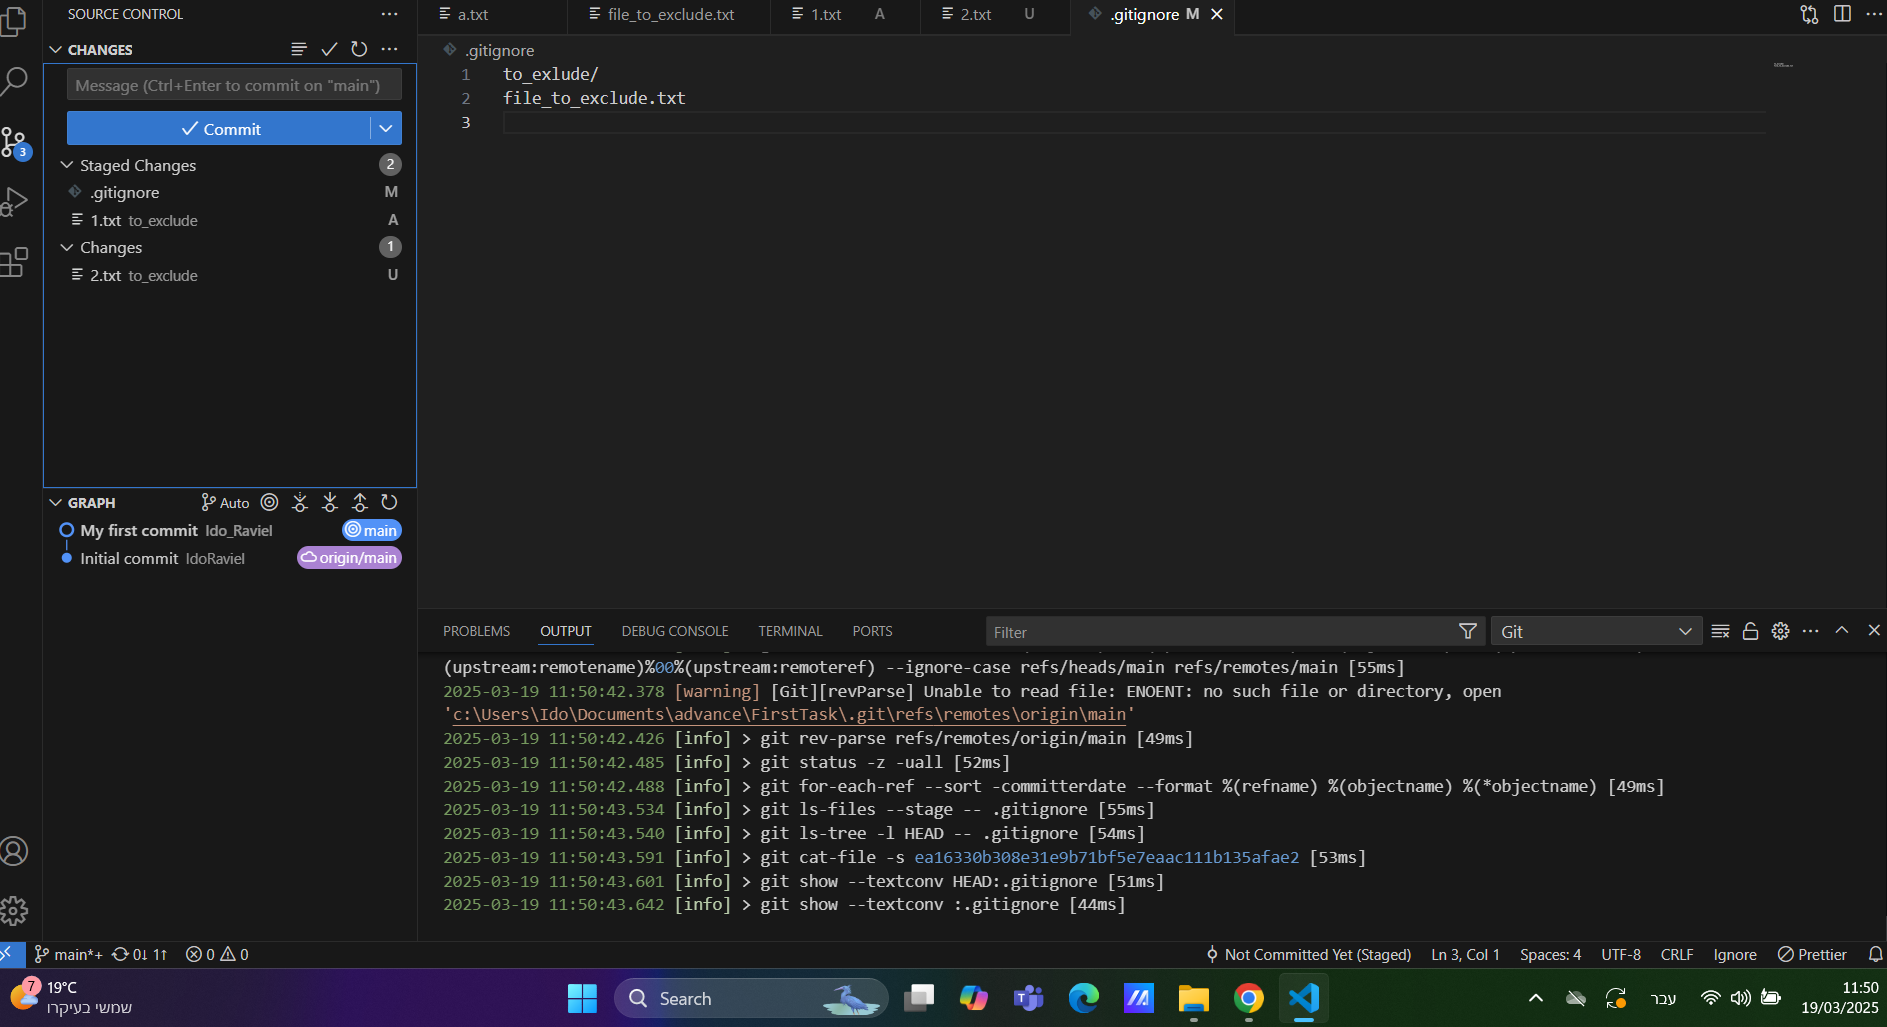 SOURCE CONTROL
CHANGES
Message (Ctrl+Enter to commit on "main")
Commit
Staged Changes 2
.gitignore M
1.txt to_exclude A
Changes 1
2.txt to_exclude U
3
GRAPH Auto
My first commit Ido_Raviel main
Initial commit IdoRaviel origin/main
a.txt file_to_exclude.txt 1.txt A 2.txt U .gitignore M
.gitignore
1 to_exlude/
2 file_to_exclude.txt
3
PROBLEMS OUTPUT DEBUG CONSOLE TERMINAL PORTS Filter Git
(upstream:remotename)%00%(upstream:remoteref) --ignore-case refs/heads/main refs/remotes/main [55ms]
2025-03-19 11:50:42.378 [warning] [Git][revParse] Unable to read file: ENOENT: no such file or directory, open
'c:\Users\Ido\Documents\advance\FirstTask\.git\refs\remotes\origin\main'
2025-03-19 11:50:42.426 [info] > git rev-parse refs/remotes/origin/main [49ms]
2025-03-19 11:50:42.485 [info] > git status -z -uall [52ms]
2025-03-19 11:50:42.488 [info] > git for-each-ref --sort -committerdate --format %(refname) %(objectname) %(*objectname) [49ms]
2025-03-19 11:50:43.534 [info] > git ls-files --stage -- .gitignore [55ms]
2025-03-19 11:50:43.540 [info] > git ls-tree -l HEAD -- .gitignore [54ms]
2025-03-19 11:50:43.591 [info] > git cat-file -s ea16330b308e31e9b71bf5e7eaac111b135afae2 [53ms]
2025-03-19 11:50:43.601 [info] > git show --textconv HEAD:.gitignore [51ms]
2025-03-19 11:50:43.642 [info] > git show --textconv :.gitignore [44ms]
main*+ 0↓ 1↑ 0 0 Not Committed Yet (Staged) Ln 3, Col 1 Spaces: 4 UTF-8 CRLF Ignore Prettier
7 19°C
שמשי בעיקרו
Search
עבר
11:50
19/03/2025